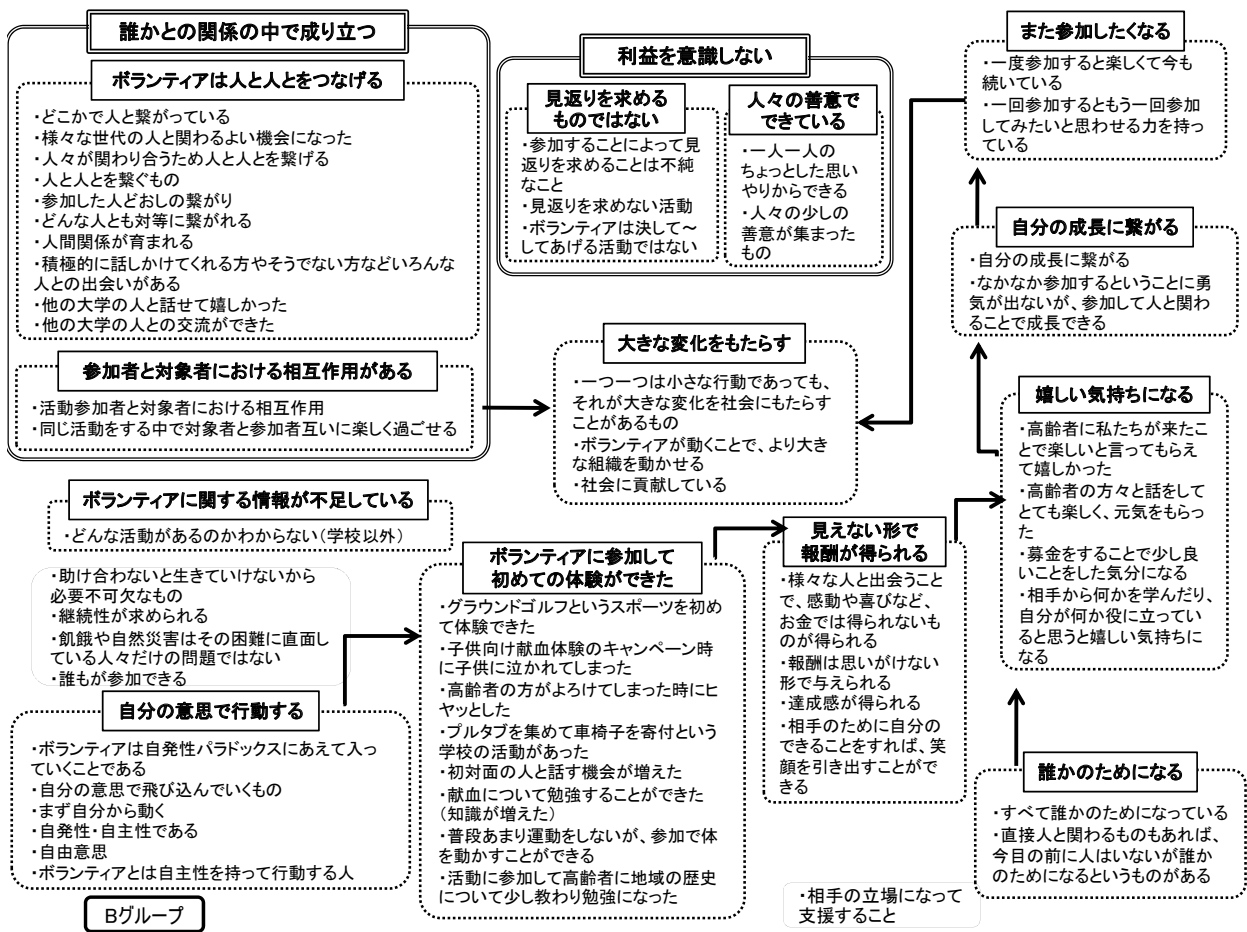 誰かとの関係の中で成り立つ
ボランティアは人と人とをつなげる
・どこかで人と繋がっている
・様々な世代の人と関わるよい機会になった
・人々が関わり合うため人と人とを繋げる
・人と人とを繋ぐもの
・参加した人どおしの繋がり
・どんな人とも対等に繋がれる
・人間関係が育まれる
・積極的に話しかけてくれる方やそうでない方などいろんな
人との出会いがある
・他の大学の人と話せて嬉しかった
・他の大学の人との交流ができた
参加者と対象者における相互作用がある
・活動参加者と対象者における相互作用
・同じ活動をする中で対象者と参加者互いに楽しく過ごせる
利益を意識しない
見返りを求める
ものではない
・参加することによって見
返りを求めることは不純
なこと
・見返りを求めない活動
・ボランティアは決して～
してあげる活動ではない
人々の善意で
できている
・一人一人の
ちょっとした思い
やりからできる
・人々の少しの
善意が集まった
もの
また参加したくなる
・一度参加すると楽しくて今も
続いている
・一回参加するともう一回参加
してみたいと思わせる力を持っ
ている
自分の成長に繋がる
・自分の成長に繋がる
・なかなか参加するということに勇
気が出ないが、参加して人と関わ
ることで成長できる
大きな変化をもたらす
・一つ一つは小さな行動であっても、
それが大きな変化を社会にもたらす
ことがあるもの
・ボランティアが動くことで、より大き
な組織を動かせる
・社会に貢献している
嬉しい気持ちになる
・高齢者に私たちが来たこ
とで楽しいと言ってもらえ
て嬉しかった
・高齢者の方々と話をして
とても楽しく、元気をもらっ
た
・募金をすることで少し良
いことをした気分になる
・相手から何かを学んだり、
自分が何か役に立ってい
ると思うと嬉しい気持ちに
なる
ボランティアに関する情報が不足している
・どんな活動があるのかわからない（学校以外）
・助け合わないと生きていけないから
必要不可欠なもの
・継続性が求められる
・飢餓や自然災害はその困難に直面し
ている人々だけの問題ではない
・誰もが参加できる
自分の意思で行動する
・ボランティアは自発性パラドックスにあえて入っ
ていくことである
・自分の意思で飛び込んでいくもの
・まず自分から動く
・自発性・自主性である
・自由意思
・ボランティアとは自主性を持って行動する人
Bグループ
ボランティアに参加して
初めての体験ができた
・グラウンドゴルフというスポーツを初め
て体験できた
・子供向け献血体験のキャンペーン時
に子供に泣かれてしまった
・高齢者の方がよろけてしまった時にヒ
ヤッとした
・プルタブを集めて車椅子を寄付という
学校の活動があった
・初対面の人と話す機会が増えた
・献血について勉強することができた
（知識が増えた）
・普段あまり運動をしないが、参加で体
を動かすことができる
・活動に参加して高齢者に地域の歴史
について少し教わり勉強になった
見えない形で
報酬が得られる
・様々な人と出会うこと
で、感動や喜びなど、
お金では得られないも
のが得られる
・報酬は思いがけない
形で与えられる
・達成感が得られる
・相手のために自分の
できることをすれば、笑
顔を引き出すことがで
きる
誰かのためになる
・すべて誰かのためになっている
・直接人と関わるものもあれば、
今目の前に人はいないが誰か
のためになるというものがある
・相手の立場になって
支援すること